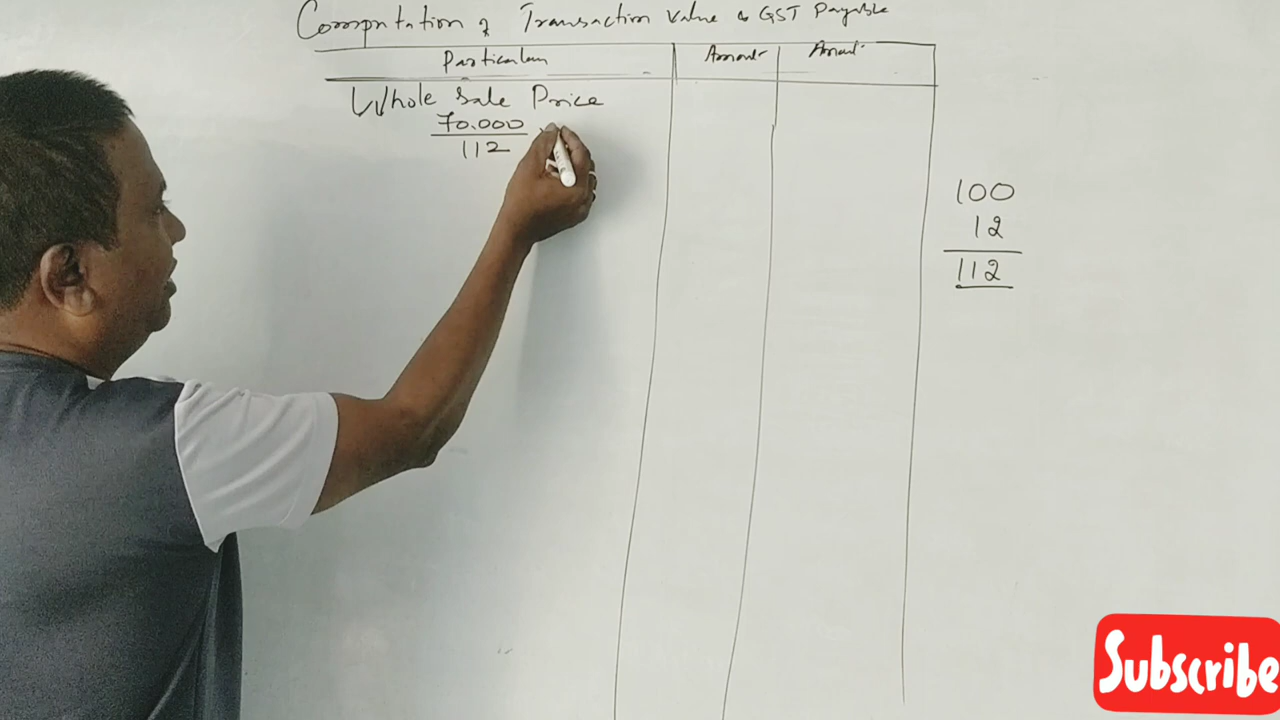 Computation of Transaction Value & GST Payable
Particulars Amount Amount
Whole Sale Price
70.000
112
100
12
112
Subscribe